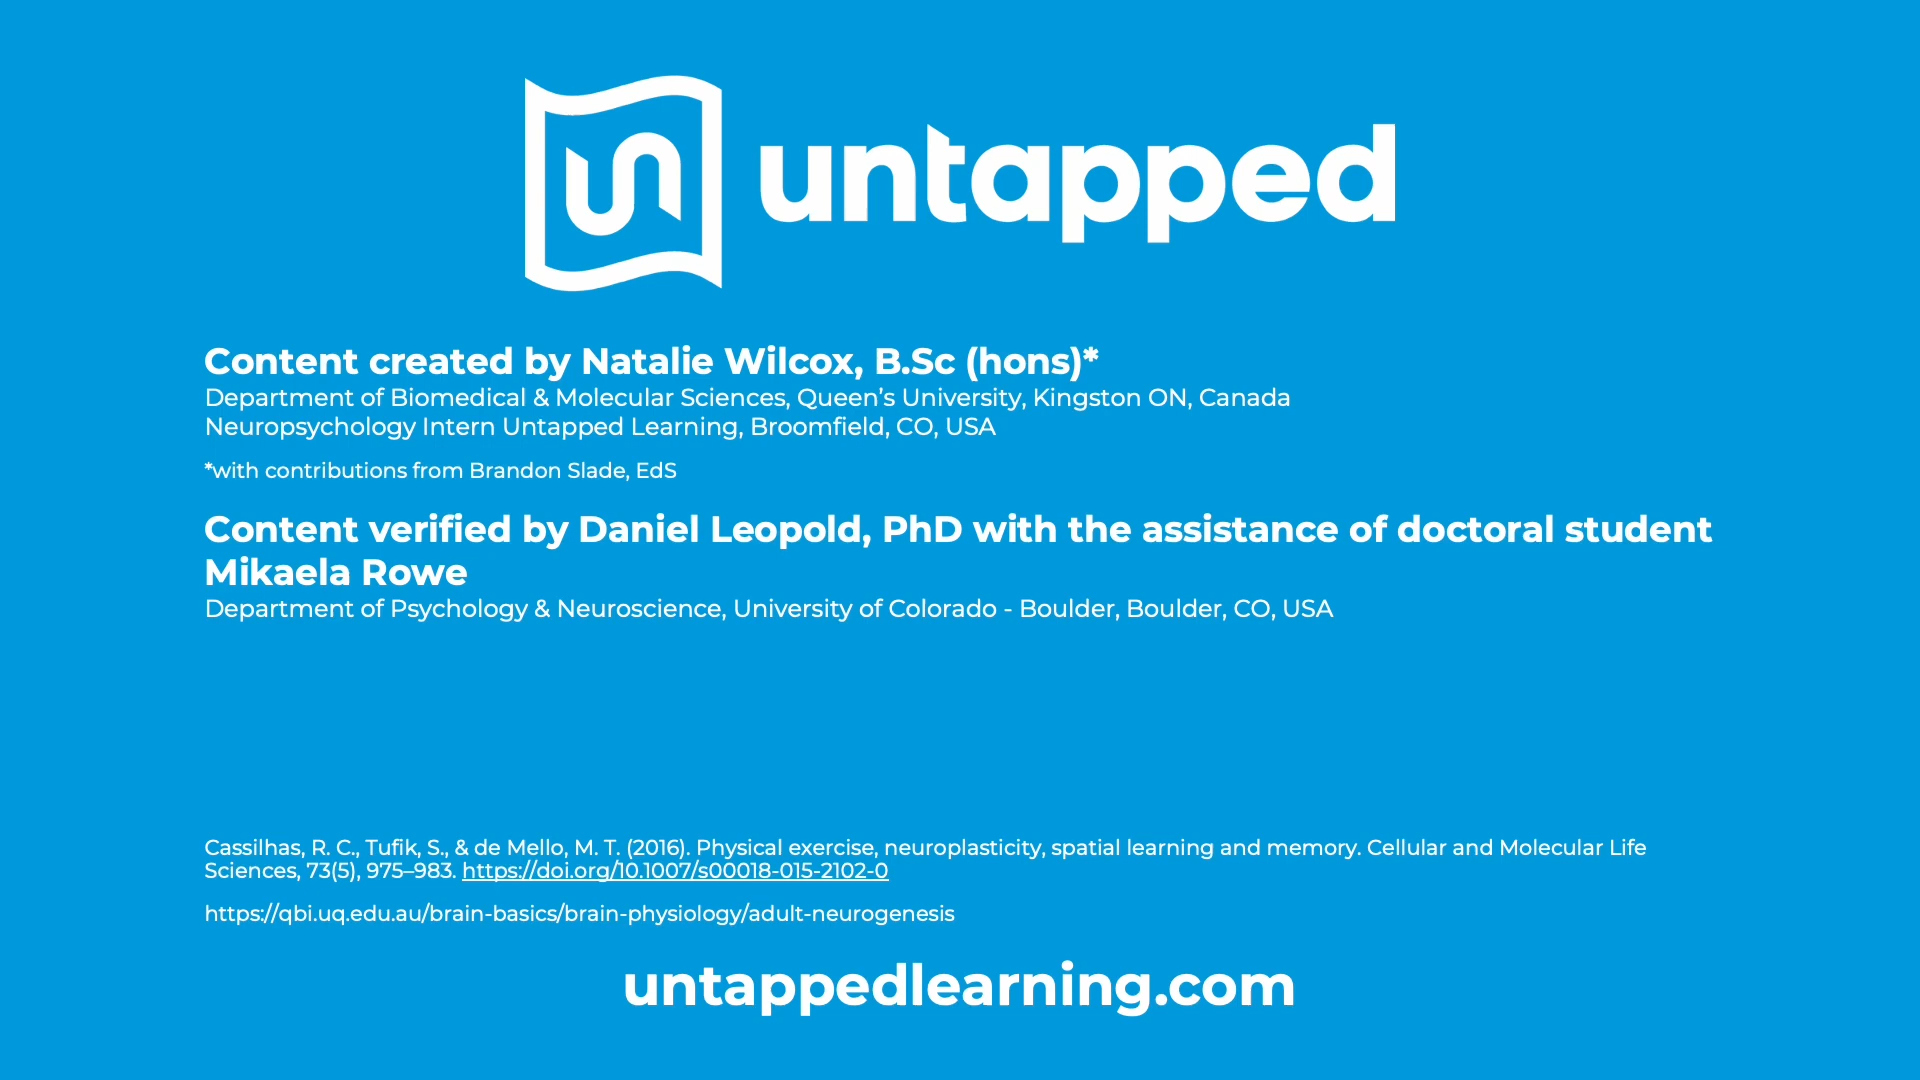 un untapped
Content created by Natalie Wilcox, B.Sc (hons)*
Department of Biomedical & Molecular Sciences, Queen’s University, Kingston ON, Canada
Neuropsychology Intern Untapped Learning, Broomfield, CO, USA
*with contributions from Brandon Slade, EdS
Content verified by Daniel Leopold, PhD with the assistance of doctoral student
Mikaela Rowe
Department of Psychology & Neuroscience, University of Colorado - Boulder, Boulder, CO, USA
Cassilhas, R. C., Tufik, S., & de Mello, M. T. (2016). Physical exercise, neuroplasticity, spatial learning and memory. Cellular and Molecular Life
Sciences, 73(5), 975–983. https://doi.org/10.1007/s00018-015-2102-0
https://qbi.uq.edu.au/brain-basics/brain-physiology/adult-neurogenesis
untappedlearning.com